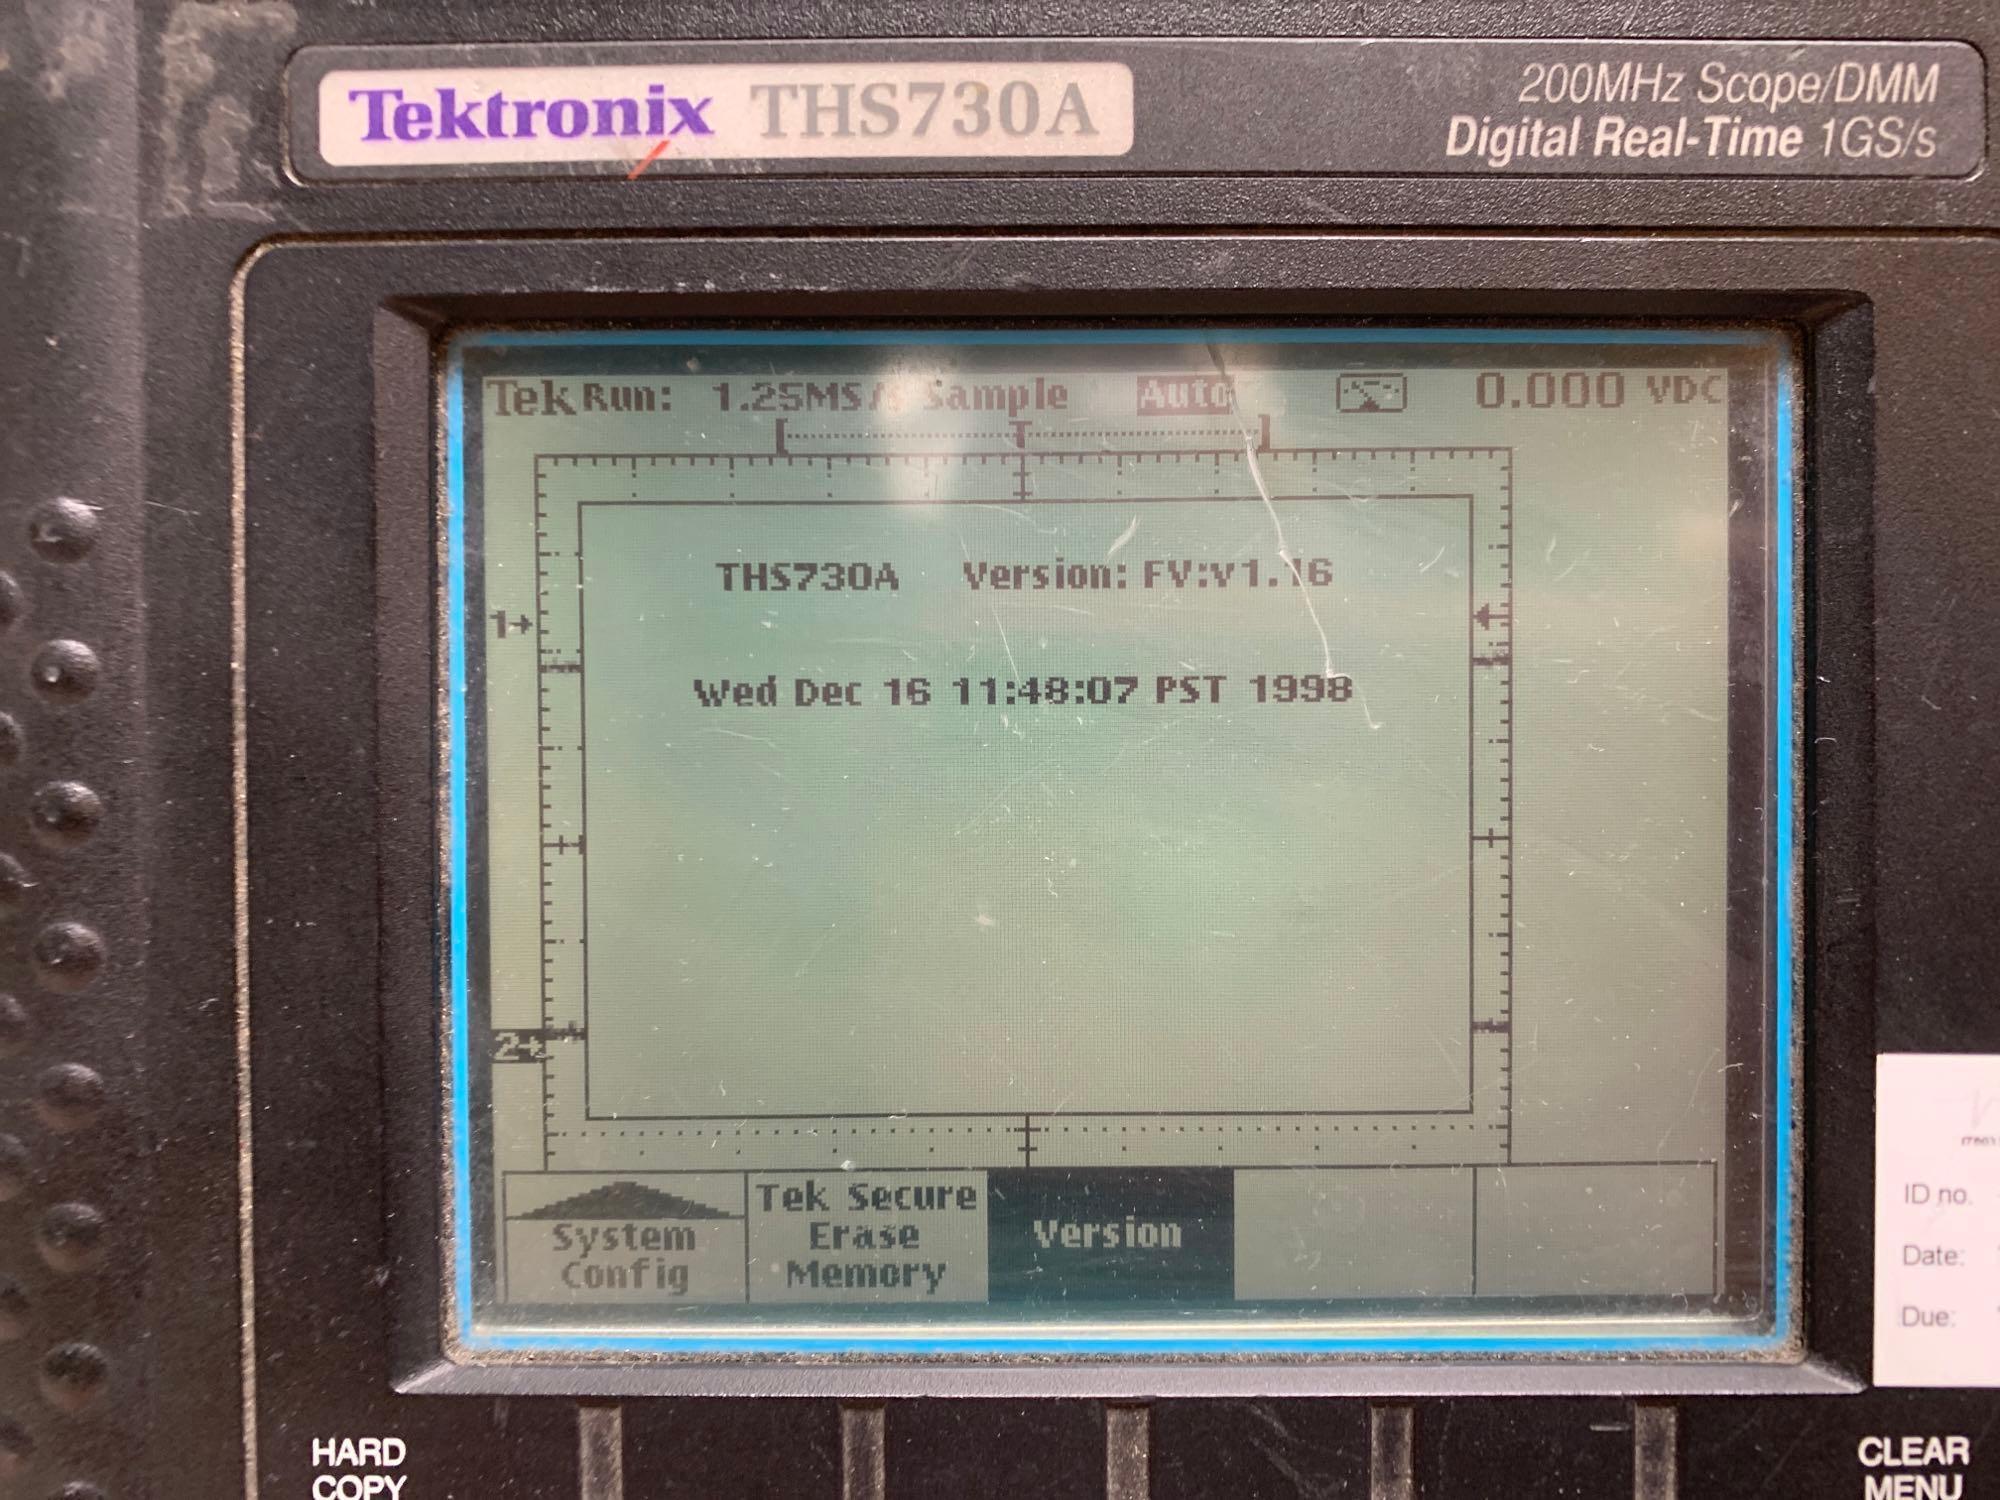 Tektronix THS730A
200MHz Scope/DMM
Digital Real-Time 1GS/s
Tek Run: 1.25MS/s Sample Auto 0.000 VDC
T
THS730A Version: FV:v1.16
1
Wed Dec 16 11:48:07 PST 1998
2
System
Config
Tek Secure
Erase
Memory
Version
ID no.
Date:
Due:
HARD
COPY
CLEAR
MENU